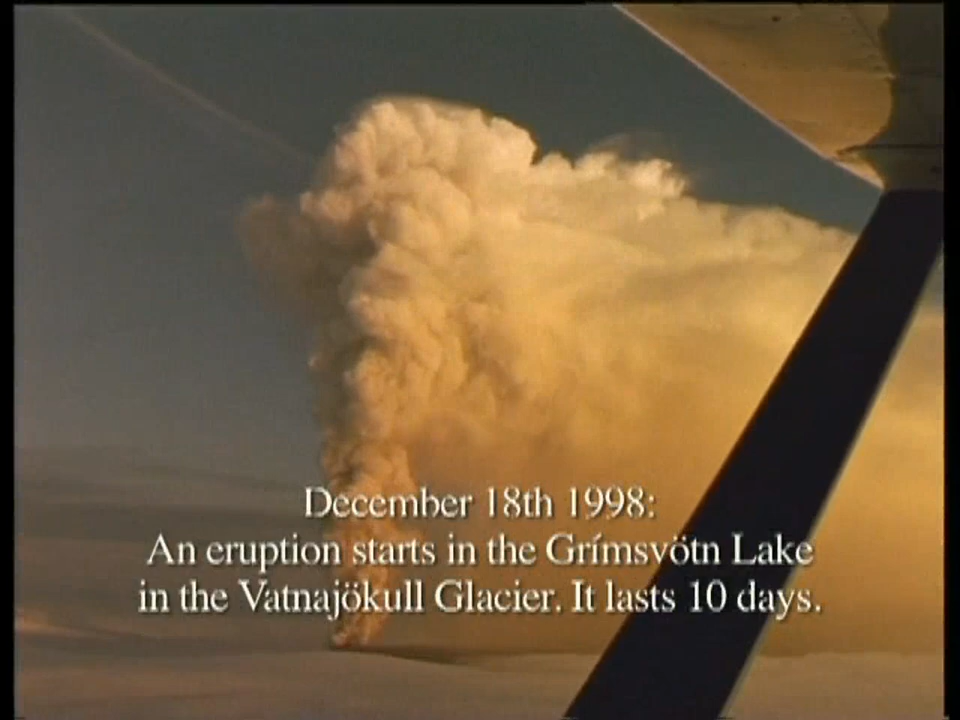 December 18th 1998:
An eruption starts in the Grímsvötn Lake
in the Vatnajökull Glacier. It lasts 10 days.